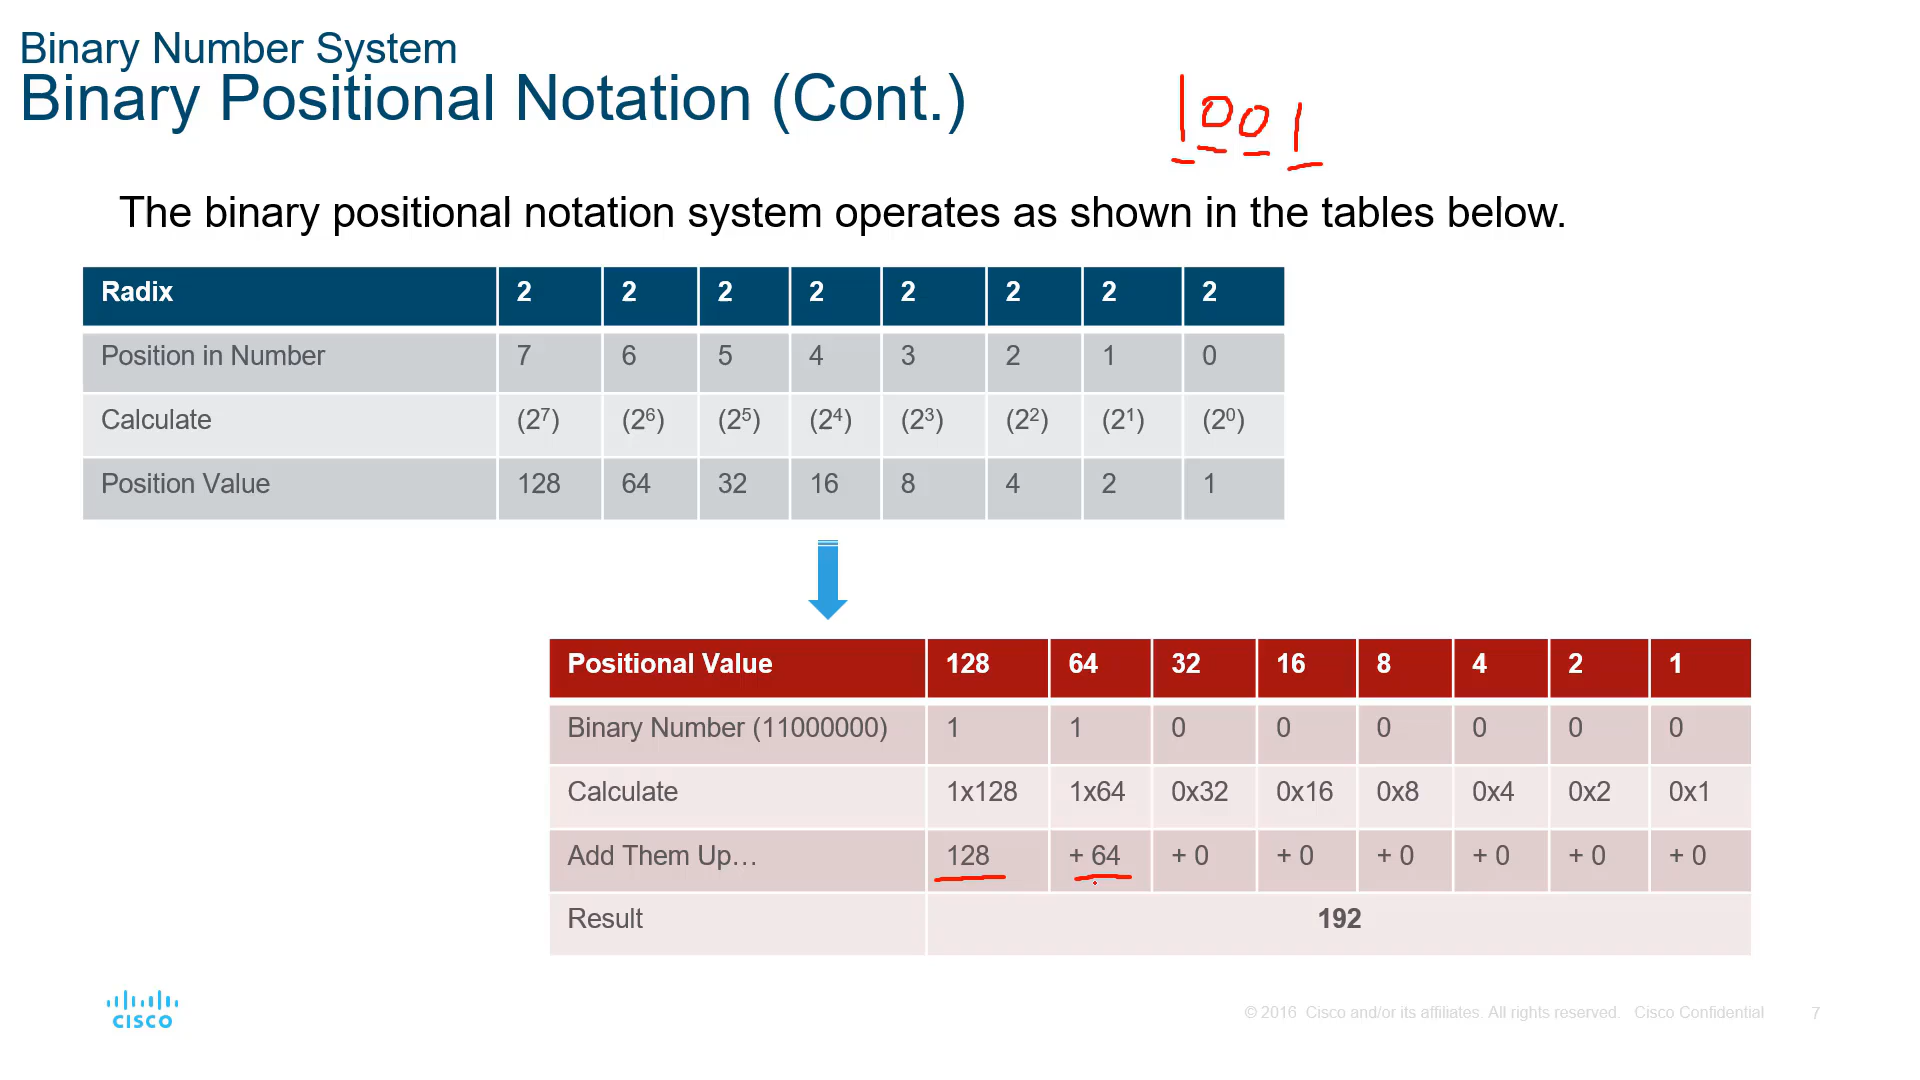 Binary Number System
Binary Positional Notation (Cont.)
1001
The binary positional notation system operates as shown in the tables below.
Radix 2 2 2 2 2 2 2 2
Position in Number 7 6 5 4 3 2 1 0
Calculate (2⁷) (2⁶) (2⁵) (2⁴) (2³) (2²) (2¹) (2⁰)
Position Value 128 64 32 16 8 4 2 1
Positional Value 128 64 32 16 8 4 2 1
Binary Number (11000000) 1 1 0 0 0 0 0 0
Calculate 1x128 1x64 0x32 0x16 0x8 0x4 0x2 0x1
Add Them Up… 128 + 64 + 0 + 0 + 0 + 0 + 0 + 0
Result 192
CISCO
© 2016 Cisco and/or its affiliates. All rights reserved. Cisco Confidential 7